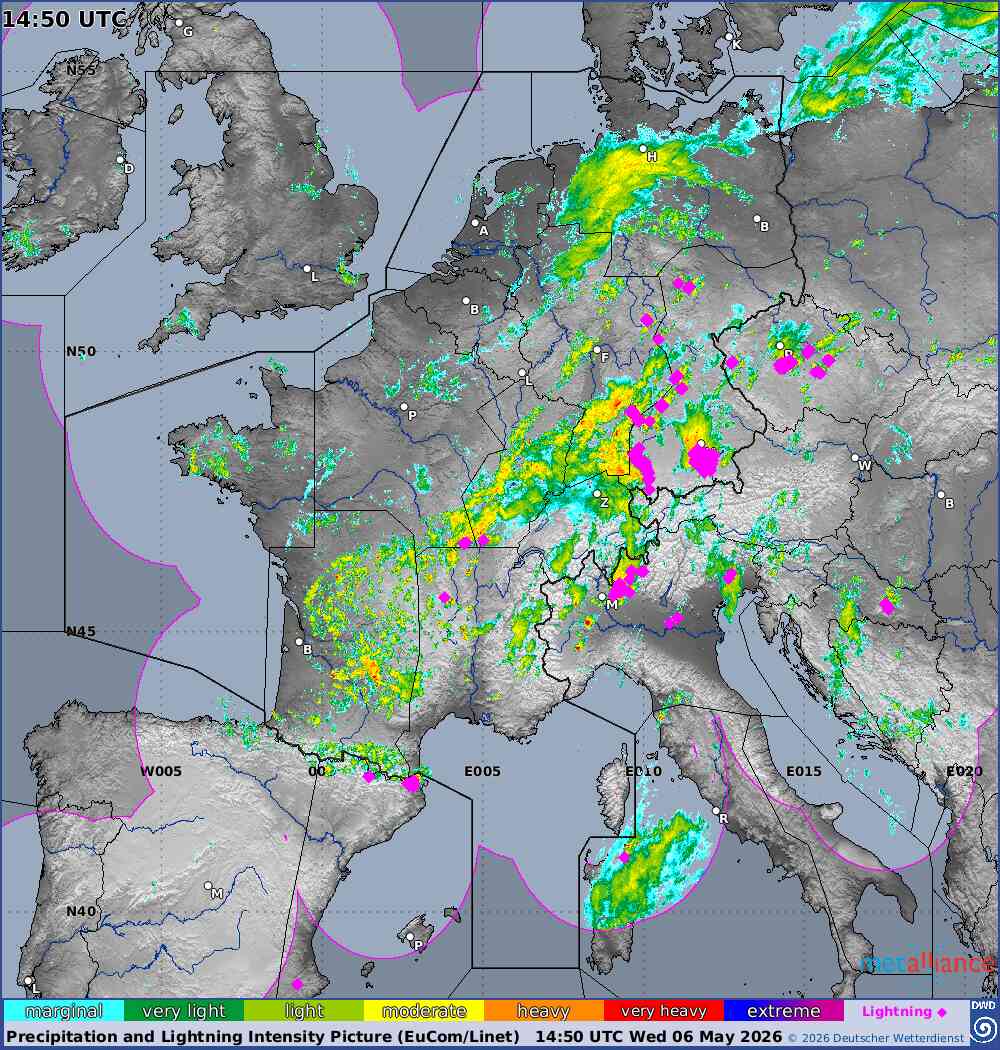 14:50 UTC
G
K
N55
D
H
A
B
L
B
N50
F
P
L
P
W
B
Z
M
N45
B
W005
00
E005
E010
E015
E020
R
M
N40
P
L
metalliance
marginal very light light moderate heavy very heavy extreme Lightning ◆
DWD
Precipitation and Lightning Intensity Picture (EuCom/Linet) 14:50 UTC Wed 06 May 2026 © 2026 Deutscher Wetterdienst